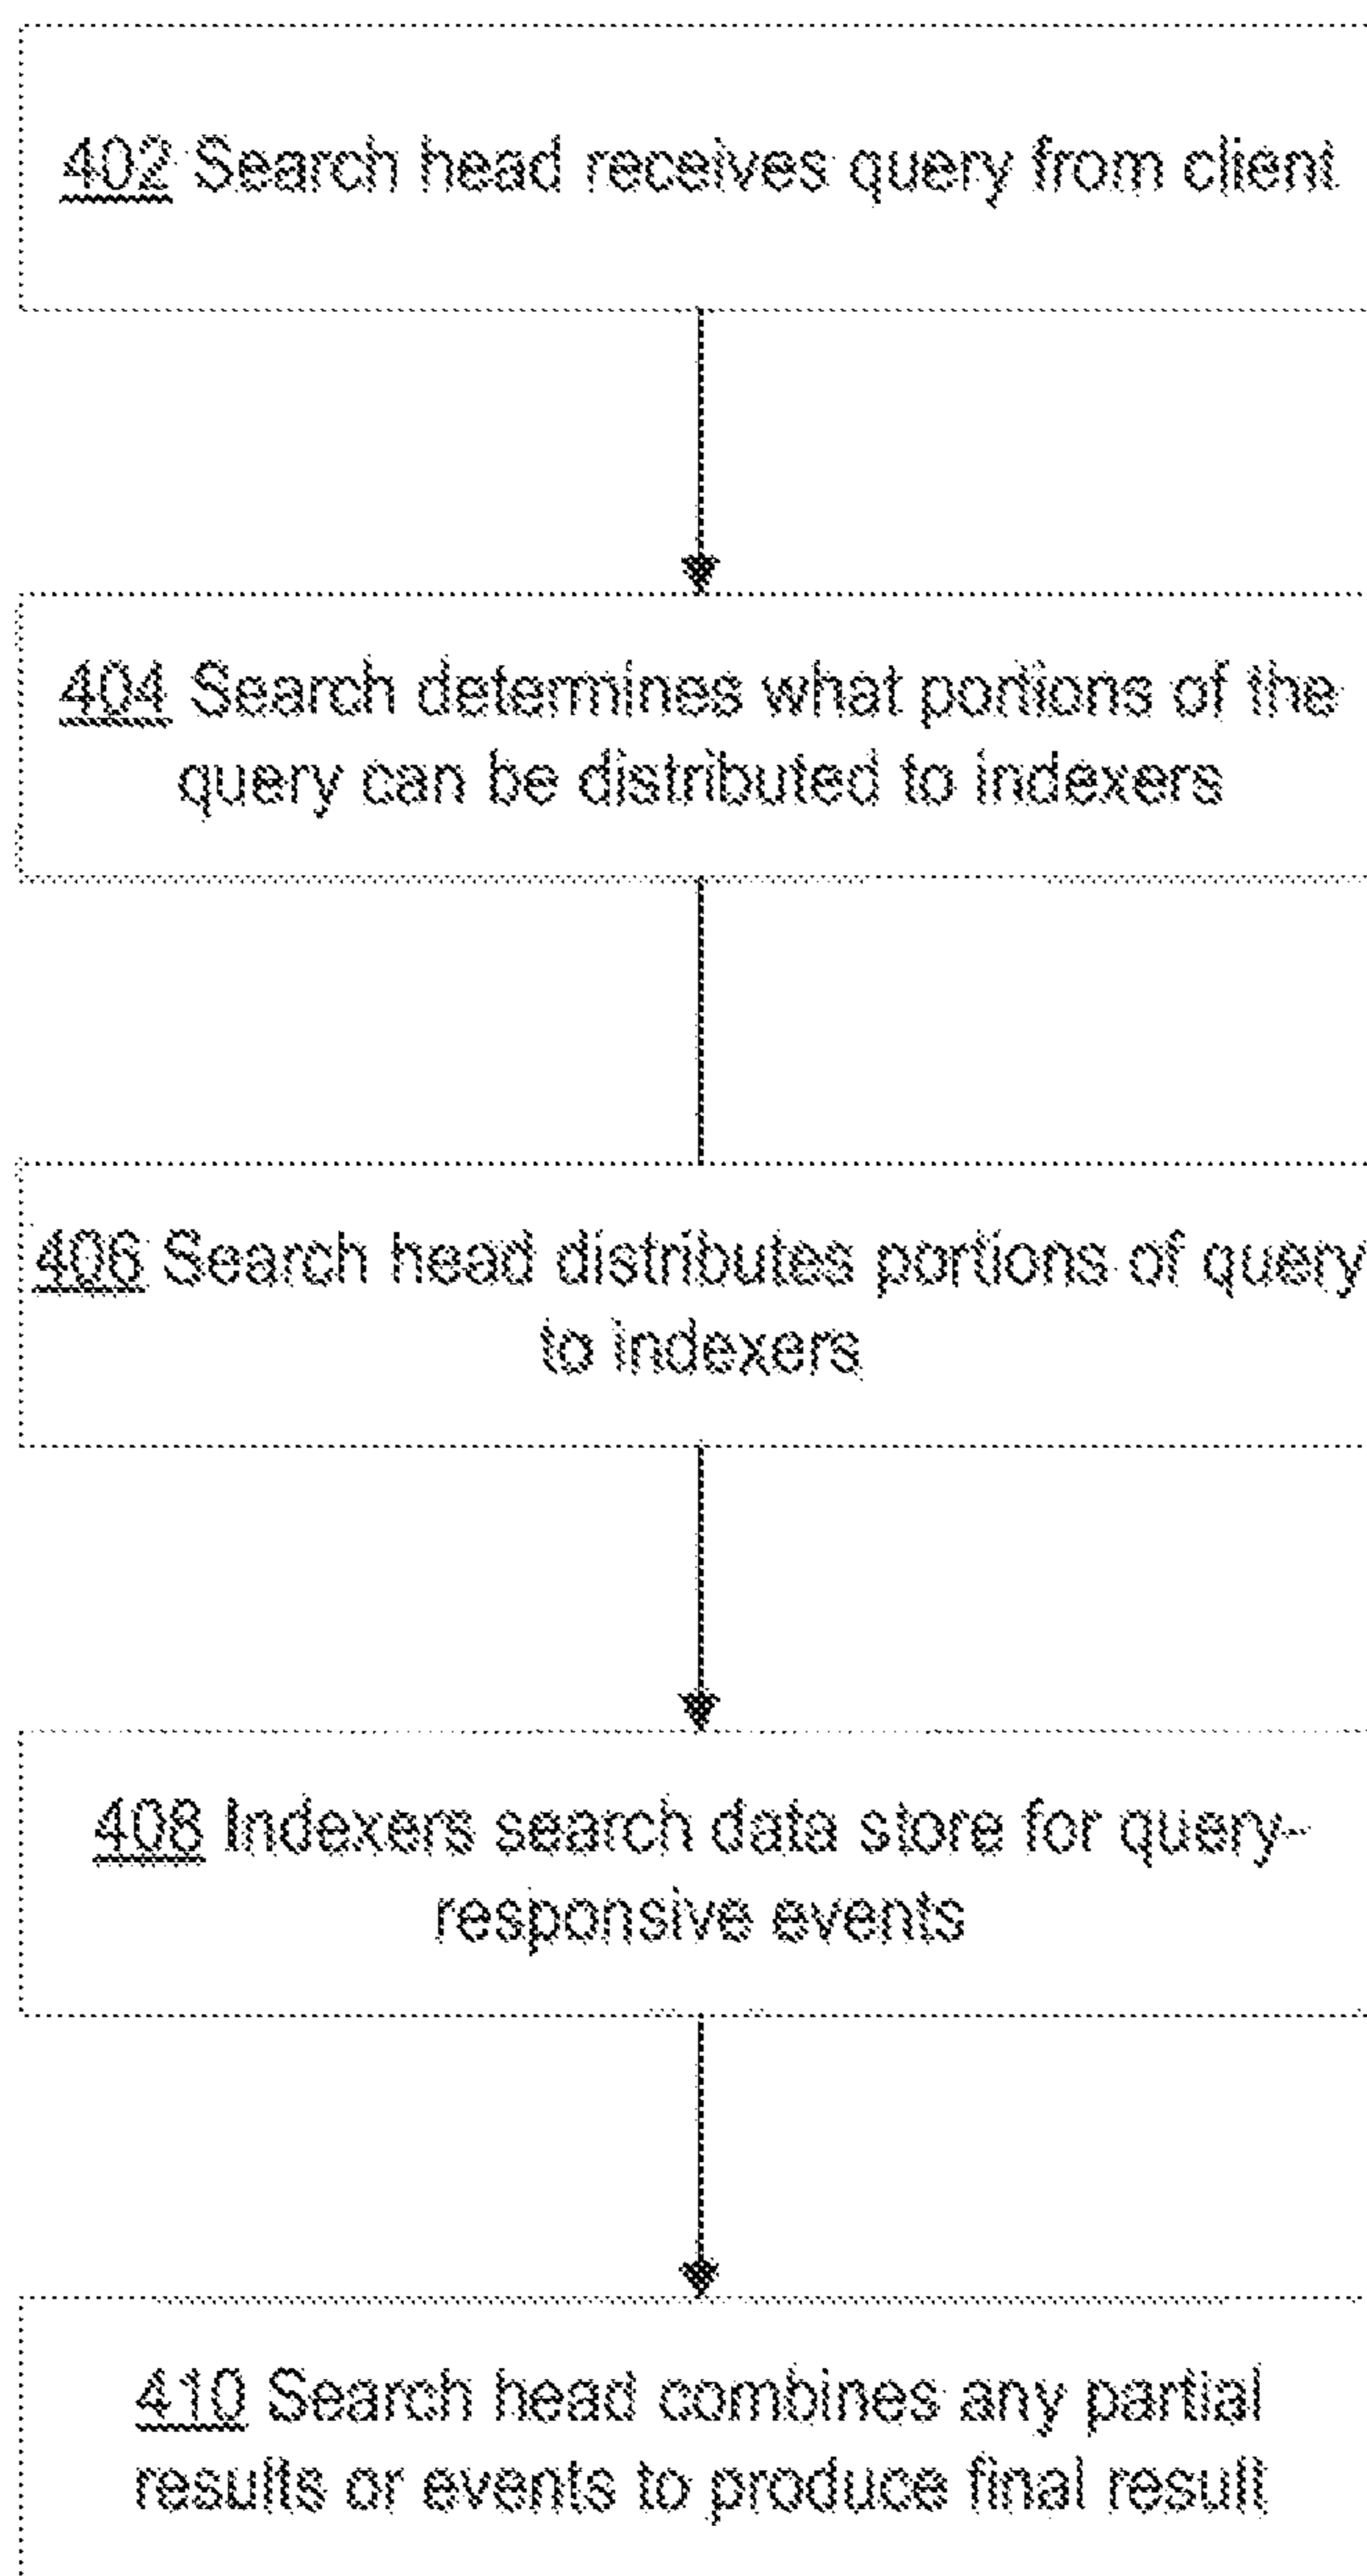 402 Search head receives query from client
404 Search determines what portions of the
query can be distributed to indexers
406 Search head distributes portions of query
to indexers
408 Indexers search data store for query-
responsive events
410 Search head combines any partial
results or events to produce final result